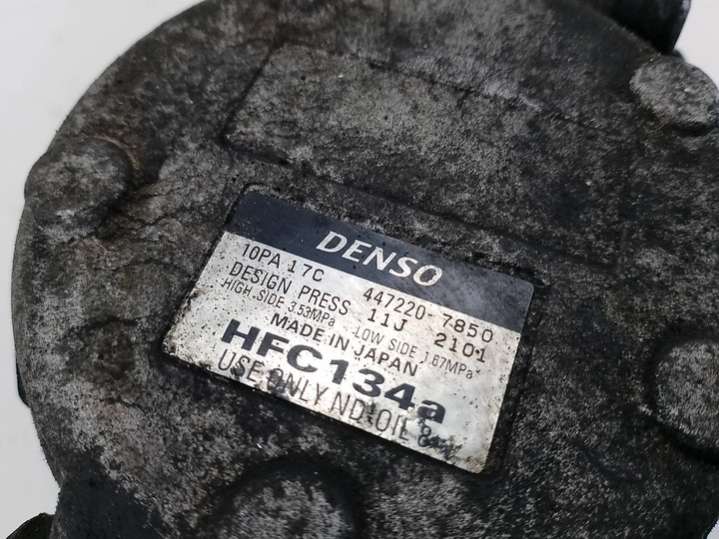 DENSO
10PA17C 447220-7850
DESIGN PRESS 11J 2101
HIGH SIDE 3.53MPa LOW SIDE 1.67MPa
MADE IN JAPAN
HFC134a
USE ONLY ND-OIL 8